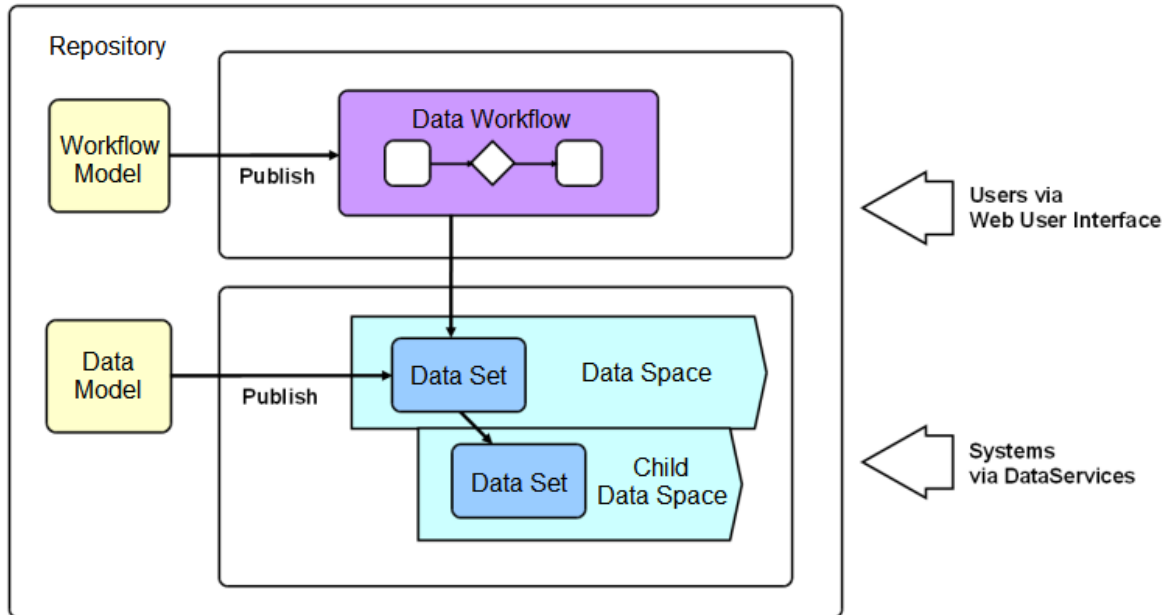 Repository
Workflow
Model
Publish
Data Workflow
Users via
Web User Interface
Data
Model
Publish
Data Set
Data Space
Data Set
Child
Data Space
Systems
via DataServices